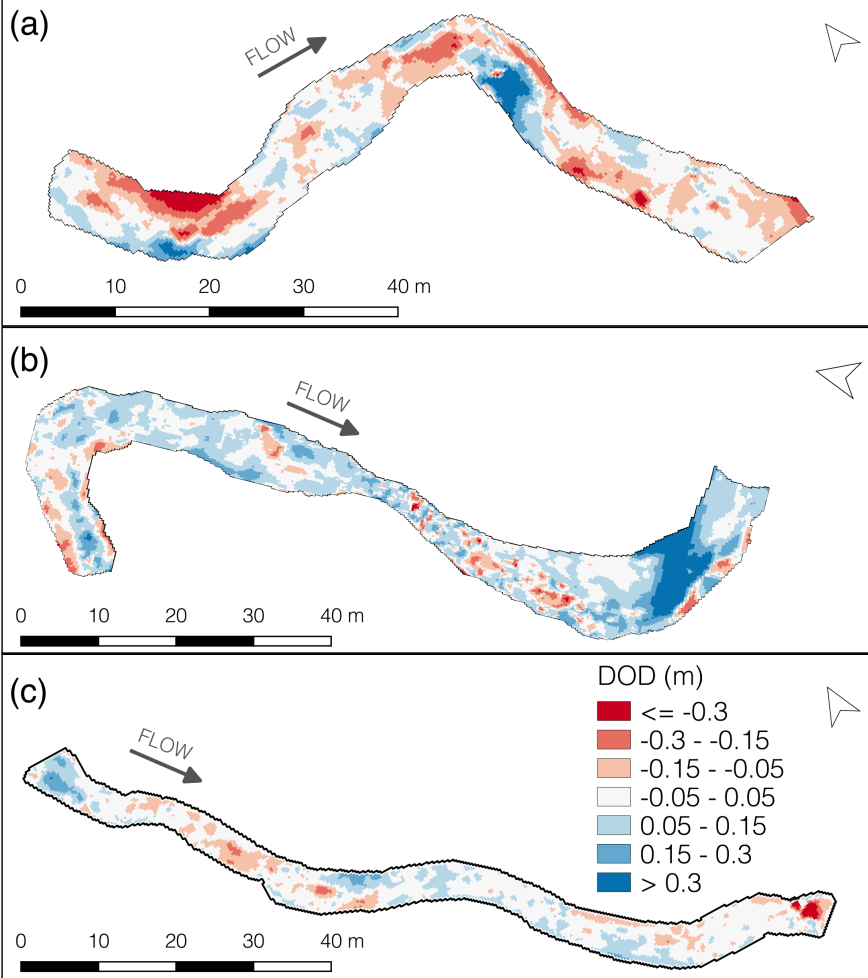 (a)
FLOW
0 10 20 30 40 m
(b)
FLOW
0 10 20 30 40 m
(c)
FLOW
DOD (m)
<= -0.3
-0.3 - -0.15
-0.15 - -0.05
-0.05 - 0.05
0.05 - 0.15
0.15 - 0.3
> 0.3
0 10 20 30 40 m